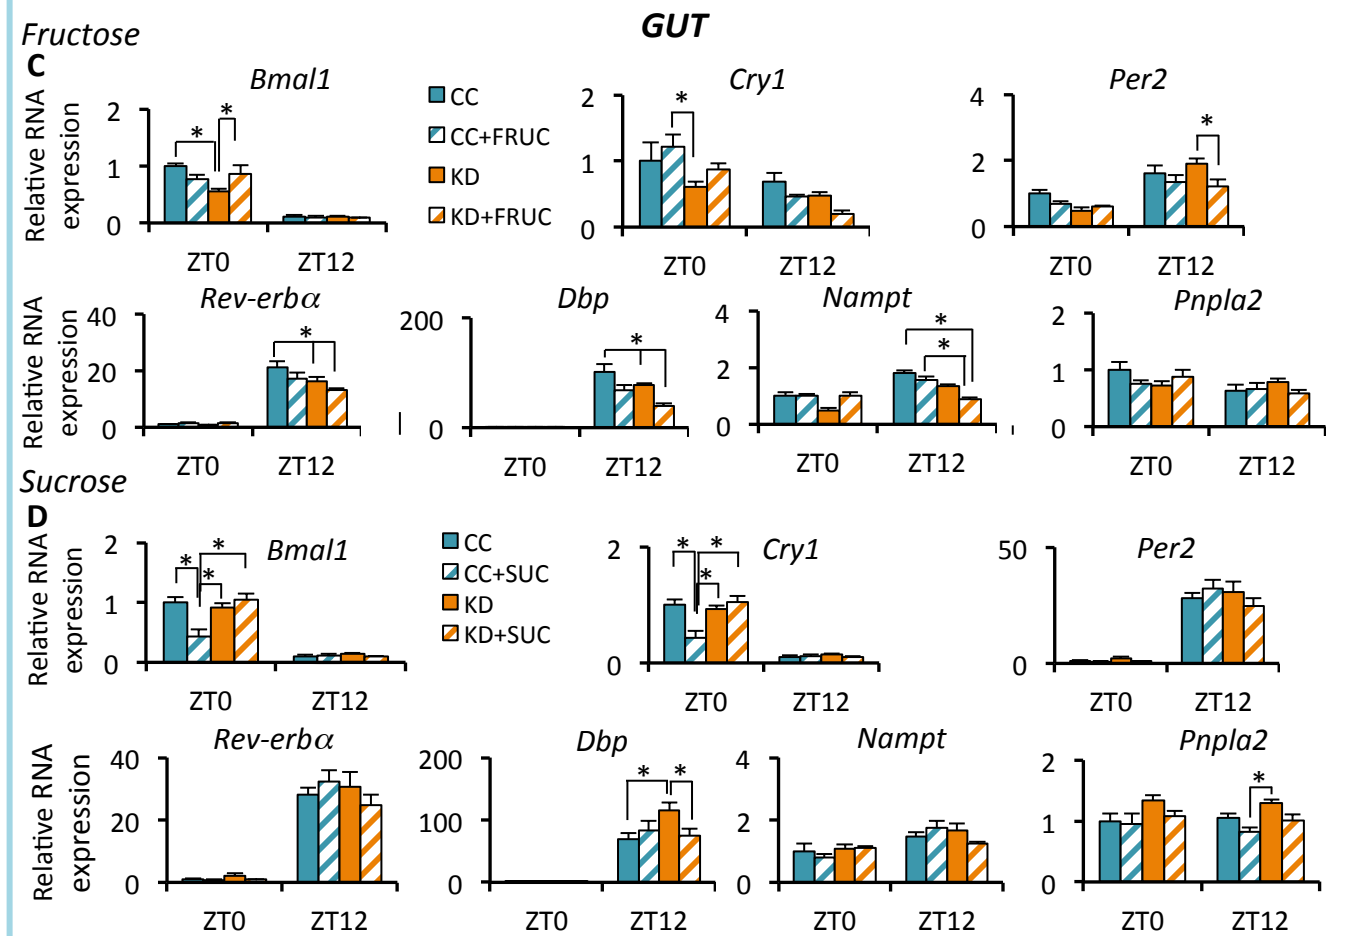 GUT
Fructose
C
Bmal1
Cry1
Per2
CC
CC+FRUC
KD
KD+FRUC
Relative RNA
expression
2
1
0
ZT0 ZT12
2
1
0
ZT0 ZT12
4
2
0
ZT0 ZT12
* * * *
Rev-erbα
Dbp
Nampt
Pnpla2
Relative RNA
expression
40
20
0
ZT0 ZT12
200
0
ZT0 ZT12
4
2
0
ZT0 ZT12
2
1
0
ZT0 ZT12
* * * *
Sucrose
D
Bmal1
Cry1
Per2
CC
CC+SUC
KD
KD+SUC
Relative RNA
expression
2
1
0
ZT0 ZT12
2
0
ZT0 ZT12
50
0
ZT0 ZT12
* * * * * *
Rev-erbα
Dbp
Nampt
Pnpla2
Relative RNA
expression
40
20
0
ZT0 ZT12
200
100
0
ZT0 ZT12
4
2
0
ZT0 ZT12
2
1
0
ZT0 ZT12
* * *